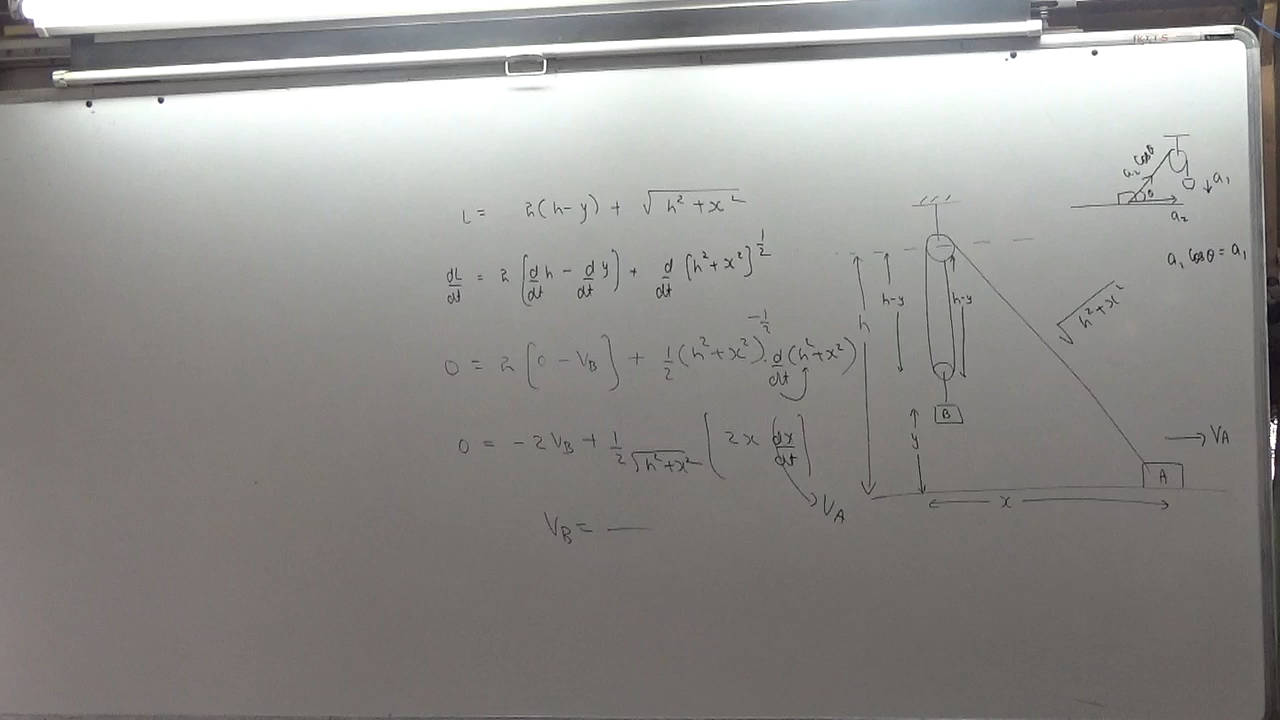 L = 2(h-y) + √(h² + x²)
dL/dt = 2 [d/dt h - d/dt y] + d/dt [h² + x²]^(1/2)
0 = 2 [0 - V_B] + 1/2 (h² + x²)^(-1/2) · d/dt (h² + x²)
0 = -2 V_B + 1/(2√(h² + x²)) [2x dx/dt]
V_A
V_B = —
h
h-y
h-y
√(h² + x²)
B
y
A
V_A
x
a₂ cosθ
θ
a₁
a₂
a₁ cosθ = a₁